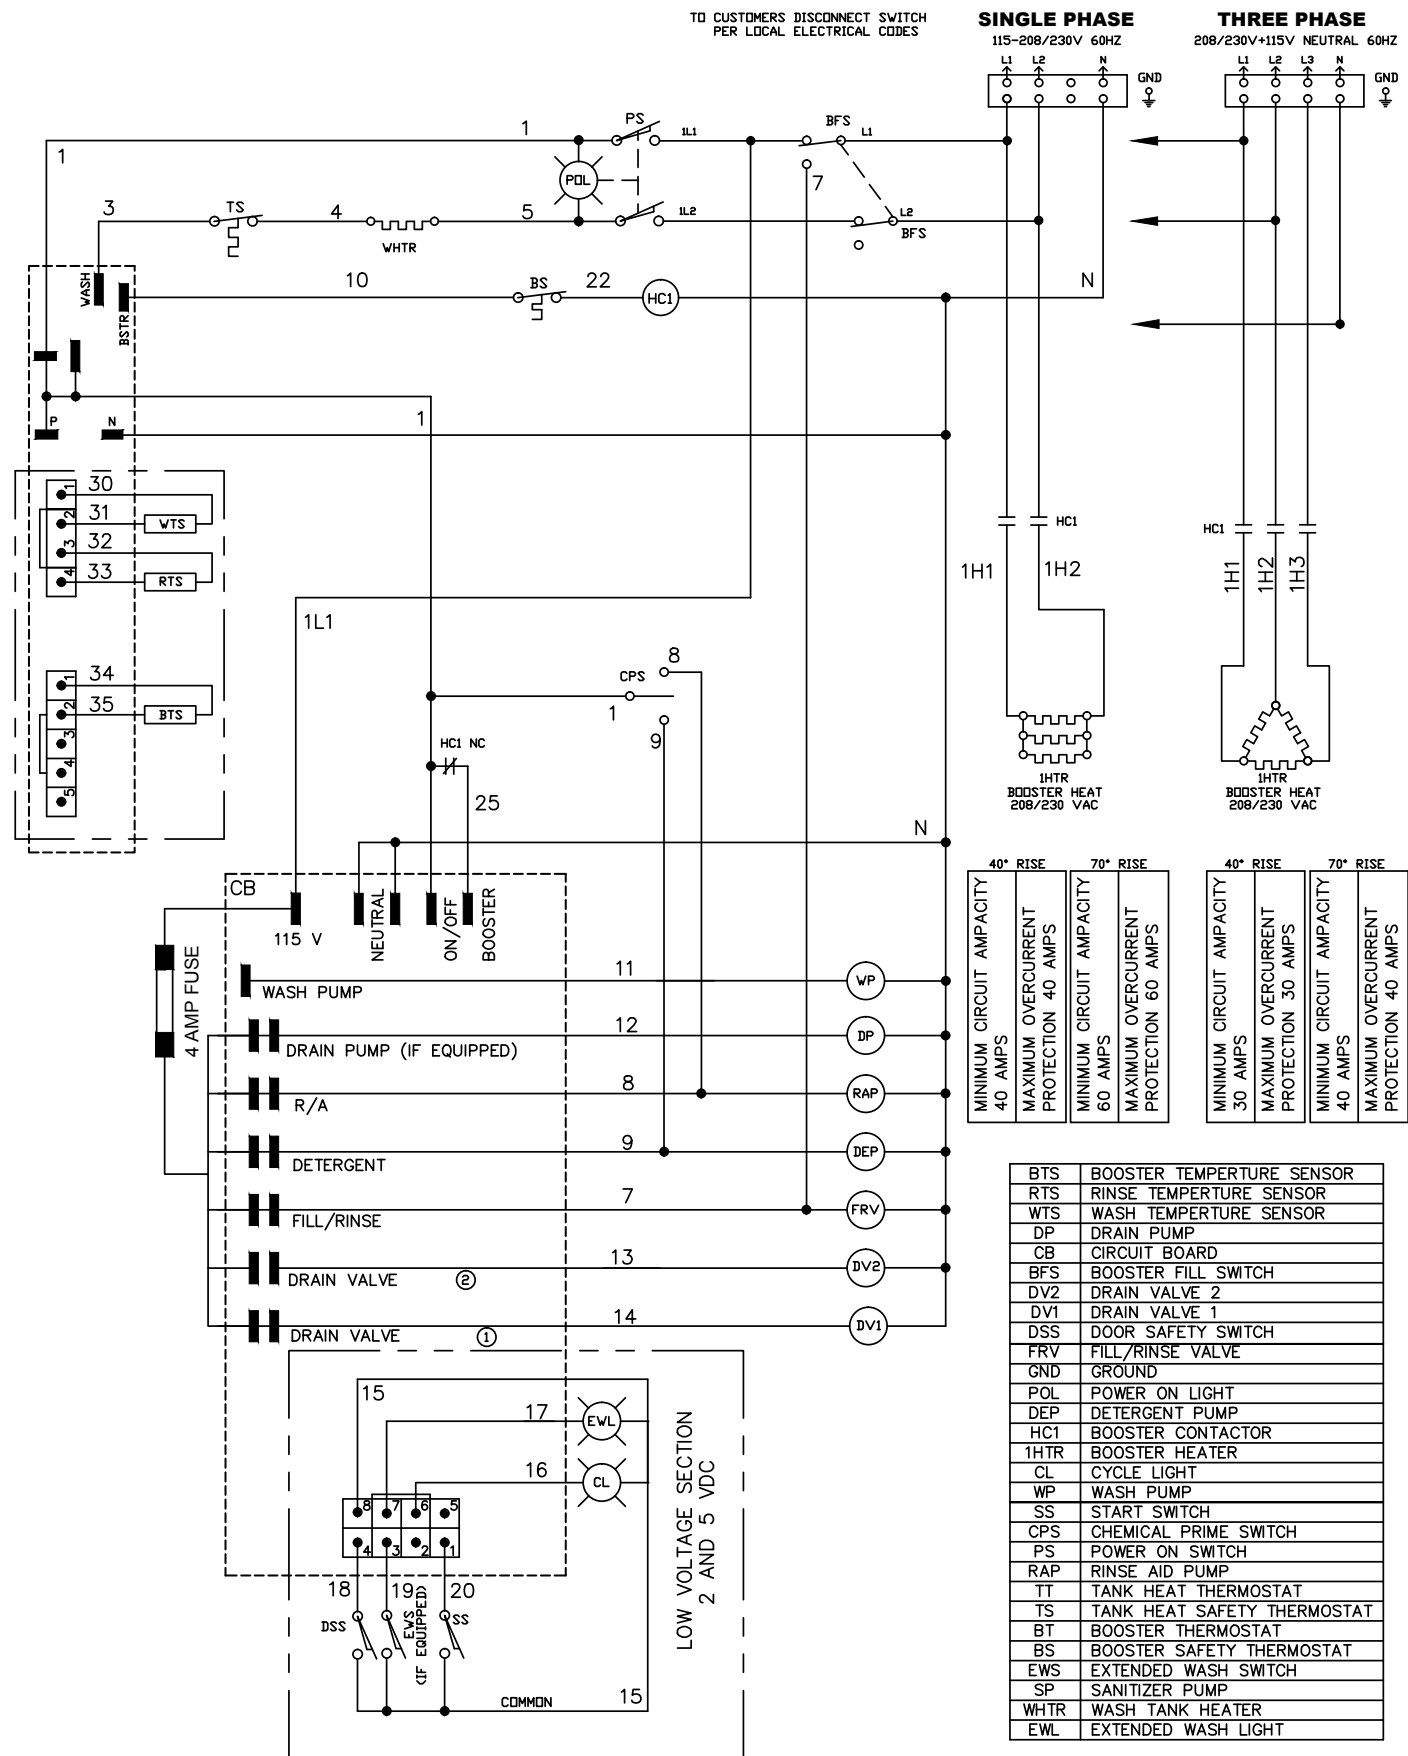 TO CUSTOMERS DISCONNECT SWITCH
PER LOCAL ELECTRICAL CODES
SINGLE PHASE
115-208/230V 60HZ
L1 L2 N
GND
THREE PHASE
208/230V+115V NEUTRAL 60HZ
L1 L2 L3 N
GND
1
1
PS
1L1
BFS
L1
POL
7
3
TS
4
WHTR
5
1L2
L2
BFS
WASH
BSTR
10
BS
22
HC1
N
P
N
1
1
30
2
31
WTS
3
32
4
33
RTS
HC1
1H1
1H2
HC1
1H1
1H2
1H3
1L1
1
34
2
35
BTS
3
4
5
CPS
8
1
9
HC1 NC
25
1HTR
BOOSTER HEAT
208/230 VAC
1HTR
BOOSTER HEAT
208/230 VAC
N
CB
115 V
NEUTRAL
ON/OFF
BOOSTER
4 AMP FUSE
WASH PUMP
11
WP
DRAIN PUMP (IF EQUIPPED)
12
DP
R/A
8
RAP
DETERGENT
9
DEP
FILL/RINSE
7
FRV
DRAIN VALVE 2
13
DV2
DRAIN VALVE 1
14
DV1
40° RISE
MINIMUM CIRCUIT AMPACITY
40 AMPS
MAXIMUM OVERCURRENT
PROTECTION 40 AMPS
70° RISE
MINIMUM CIRCUIT AMPACITY
60 AMPS
MAXIMUM OVERCURRENT
PROTECTION 60 AMPS
40° RISE
MINIMUM CIRCUIT AMPACITY
30 AMPS
MAXIMUM OVERCURRENT
PROTECTION 30 AMPS
70° RISE
MINIMUM CIRCUIT AMPACITY
40 AMPS
MAXIMUM OVERCURRENT
PROTECTION 40 AMPS
15
17
EWL
16
CL
8 7 6 5
4 3 2 1
18
19
20
DSS
EWS
(IF EQUIPPED)
SS
COMMON
15
LOW VOLTAGE SECTION
2 AND 5 VDC
BTS BOOSTER TEMPERTURE SENSOR
RTS RINSE TEMPERTURE SENSOR
WTS WASH TEMPERTURE SENSOR
DP DRAIN PUMP
CB CIRCUIT BOARD
BFS BOOSTER FILL SWITCH
DV2 DRAIN VALVE 2
DV1 DRAIN VALVE 1
DSS DOOR SAFETY SWITCH
FRV FILL/RINSE VALVE
GND GROUND
POL POWER ON LIGHT
DEP DETERGENT PUMP
HC1 BOOSTER CONTACTOR
1HTR BOOSTER HEATER
CL CYCLE LIGHT
WP WASH PUMP
SS START SWITCH
CPS CHEMICAL PRIME SWITCH
PS POWER ON SWITCH
RAP RINSE AID PUMP
TT TANK HEAT THERMOSTAT
TS TANK HEAT SAFETY THERMOSTAT
BT BOOSTER THERMOSTAT
BS BOOSTER SAFETY THERMOSTAT
EWS EXTENDED WASH SWITCH
SP SANITIZER PUMP
WHTR WASH TANK HEATER
EWL EXTENDED WASH LIGHT